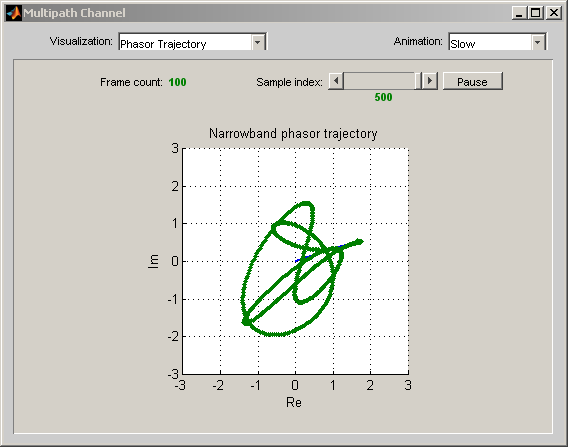 Multipath Channel
Visualization: Phasor Trajectory Animation: Slow
Frame count: 100 Sample index: Pause
500
Narrowband phasor trajectory
3
2
1
0
-1
-2
-3
Im
-3 -2 -1 0 1 2 3
Re